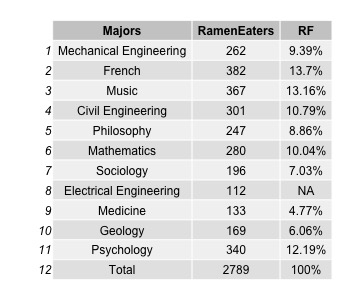 Majors RamenEaters RF
1 Mechanical Engineering 262 9.39%
2 French 382 13.7%
3 Music 367 13.16%
4 Civil Engineering 301 10.79%
5 Philosophy 247 8.86%
6 Mathematics 280 10.04%
7 Sociology 196 7.03%
8 Electrical Engineering 112 NA
9 Medicine 133 4.77%
10 Geology 169 6.06%
11 Psychology 340 12.19%
12 Total 2789 100%